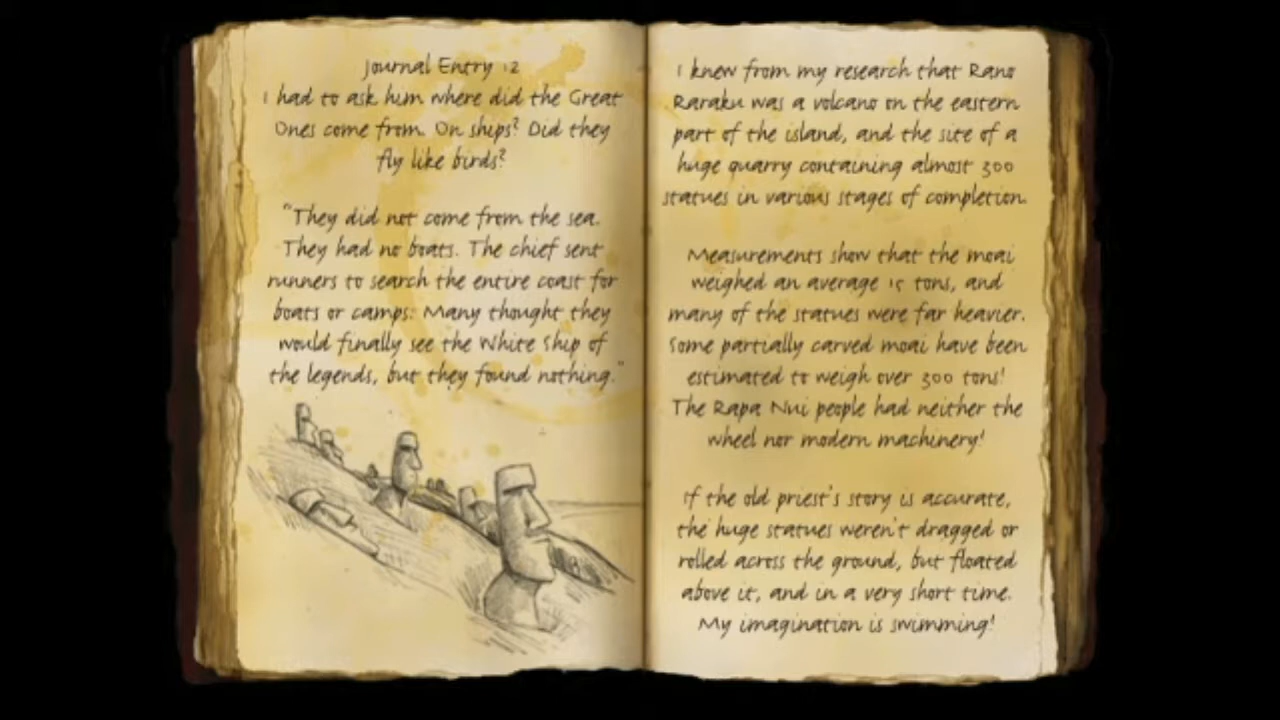 Journal Entry 12
I had to ask him where did the Great
Ones come from. On ships? Did they
fly like birds?
"They did not come from the sea.
They had no boats. The chief sent
runners to search the entire coast for
boats or camps. Many thought they
would finally see the White Ship of
the legends, but they found nothing."
I knew from my research that Rano
Raraku was a volcano on the eastern
part of the island, and the site of a
huge quarry containing almost 300
statues in various stages of completion.
Measurements show that the moai
weighed an average 15 tons, and
many of the statues were far heavier.
Some partially carved moai have been
estimated to weigh over 300 tons!
The Rapa Nui people had neither the
wheel nor modern machinery!
If the old priest's story is accurate,
the huge statues weren't dragged or
rolled across the ground, but floated
above it, and in a very short time.
My imagination is swimming!